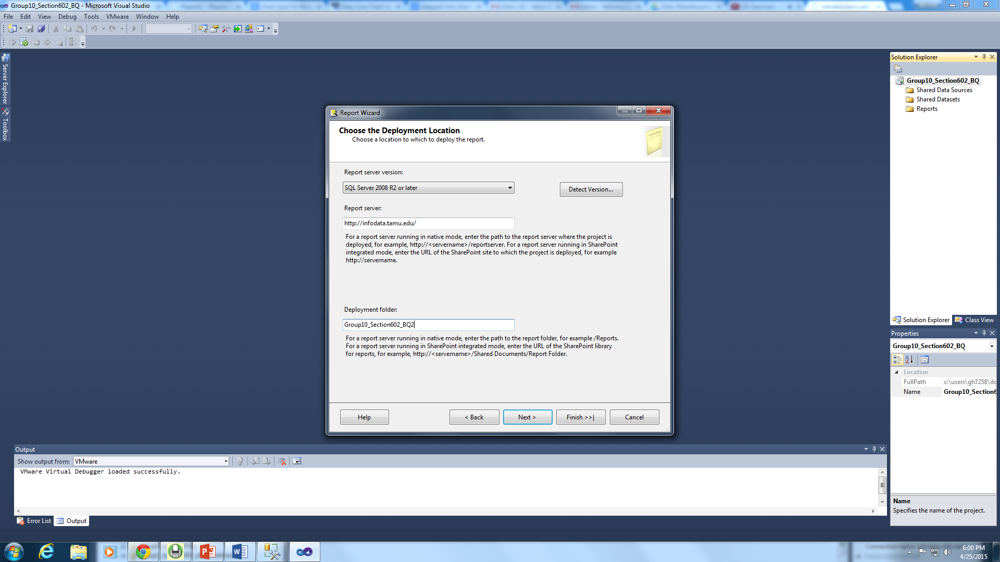 Group10_Section602_BQ - Microsoft Visual Studio
File Edit View Debug Tools VMware Window Help
Server Explorer
Toolbox
Solution Explorer
Group10_Section602_BQ
Shared Data Sources
Shared Datasets
Reports
Report Wizard
Choose the Deployment Location
Choose a location to which to deploy the report.
Report server version:
SQL Server 2008 R2 or later
Detect Version...
Report server:
http://infodata.tamu.edu/
For a report server running in native mode, enter the path to the report server where the project is
deployed, for example, http://<servername>/reportserver. For a report server running in SharePoint
integrated mode, enter the URL of the SharePoint site to which the project is deployed, for example
http://servername.
Deployment folder:
Group10_Section602_BQ2
For a report server running in native mode, enter the path to the report folder, for example /Reports.
For a report server running in SharePoint integrated mode, enter the URL of the SharePoint library
for reports, for example, http://<servername>/Shared Documents/Report Folder.
Help < Back Next > Finish >>| Cancel
Solution Explorer Class View
Properties
Group10_Section602_BQ
Location
FullPath c:\users\gh7258\dc
Name Group10_Section6
Name
Specifies the name of the project.
Output
Show output from: VMware
VMware Virtual Debugger loaded successfully.
Error List Output
6:00 PM
4/25/2015